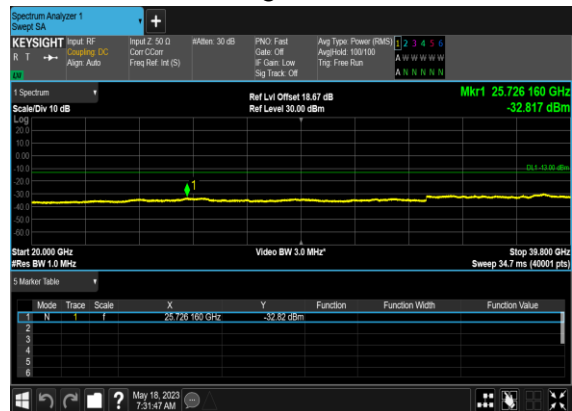 Spectrum Analyzer 1
Swept SA
+
KEYSIGHT Input: RF Input Z: 50 Ω #Atten: 30 dB PNO: Fast Avg Type: Power (RMS) 1 2 3 4 5 6
R T Coupling: DC Corr CCorr Gate: Off Avg|Hold: 100/100 A W W W W W
Align: Auto Freq Ref: Int (S) IF Gain: Low Trig: Free Run
Sig Track: Off A N N N N N
1 Spectrum Ref Lvl Offset 18.67 dB Mkr1 25.726 160 GHz
Scale/Div 10 dB Ref Level 30.00 dBm -32.817 dBm
Log
20.0
10.0
0.00
-10.0 DL1 -13.00 dBm
-20.0
-30.0 1
-40.0
-50.0
-60.0
Start 20.000 GHz Video BW 3.0 MHz* Stop 39.800 GHz
#Res BW 1.0 MHz Sweep 34.7 ms (40001 pts)
5 Marker Table
Mode Trace Scale X Y Function Function Width Function Value
1 N 1 f 25.726 160 GHz -32.82 dBm
2
3
4
5
6
? May 18, 2023
7:31:47 AM